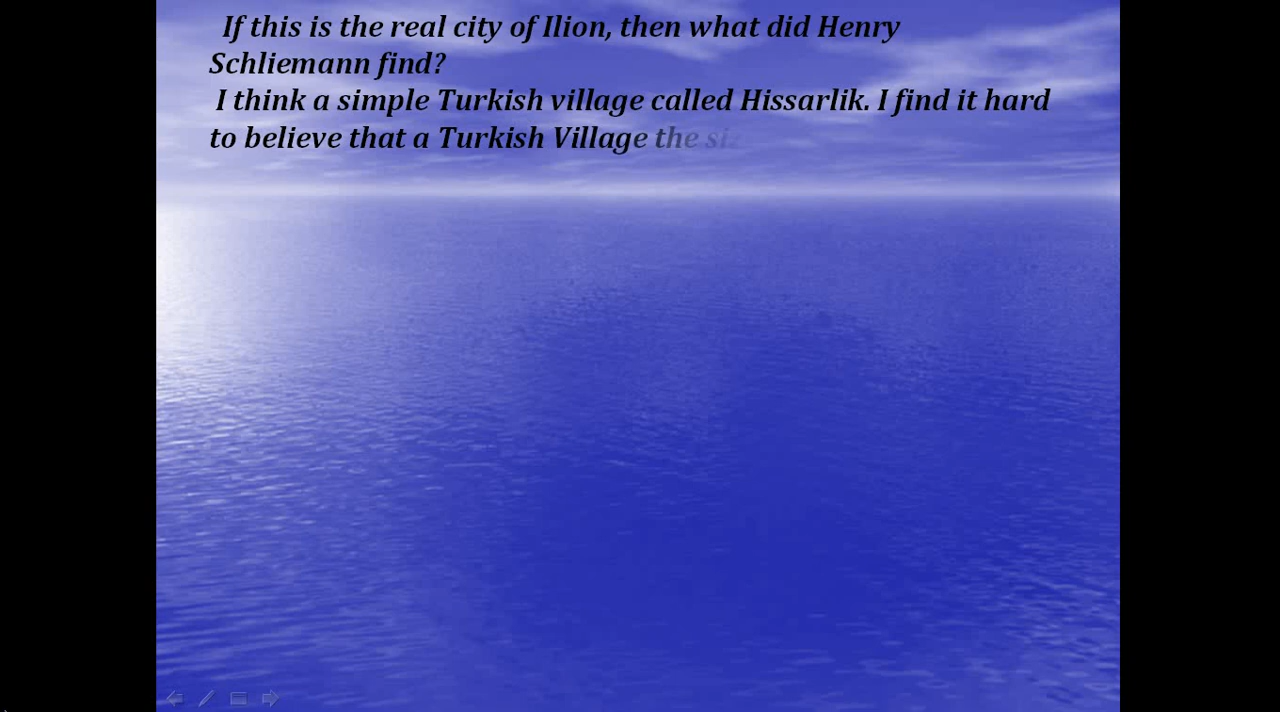 If this is the real city of Ilion, then what did Henry
Schliemann find?
I think a simple Turkish village called Hissarlik. I find it hard
to believe that a Turkish Village the